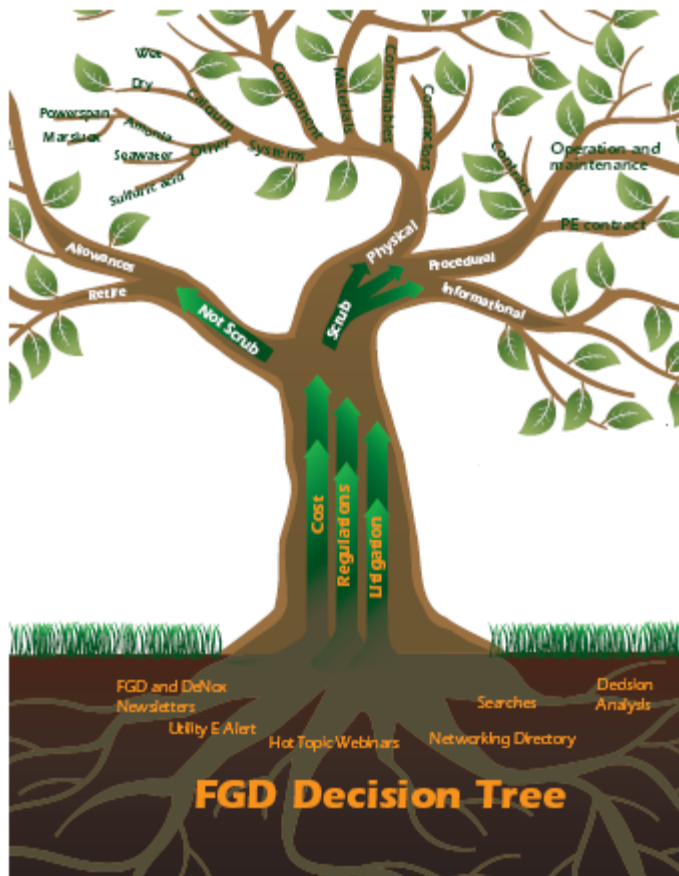 Wet
Dry
Calcium
Powerspan
Marsulex
Amonia
Other
Seawater
Sulfuric acid
Systems
Component
Materials
Consumables
Contractors
Contract
Operation and
maintenance
PE contract
Physical
Procedural
Informational
Allowances
Retire
Not Scrub
Scrub
Cost
Regulations
Litigation
FGD and DeNox
Newsletters
Utility E Alert
Hot Topic Webinars
Searches
Networking Directory
Decision
Analysis
FGD Decision Tree